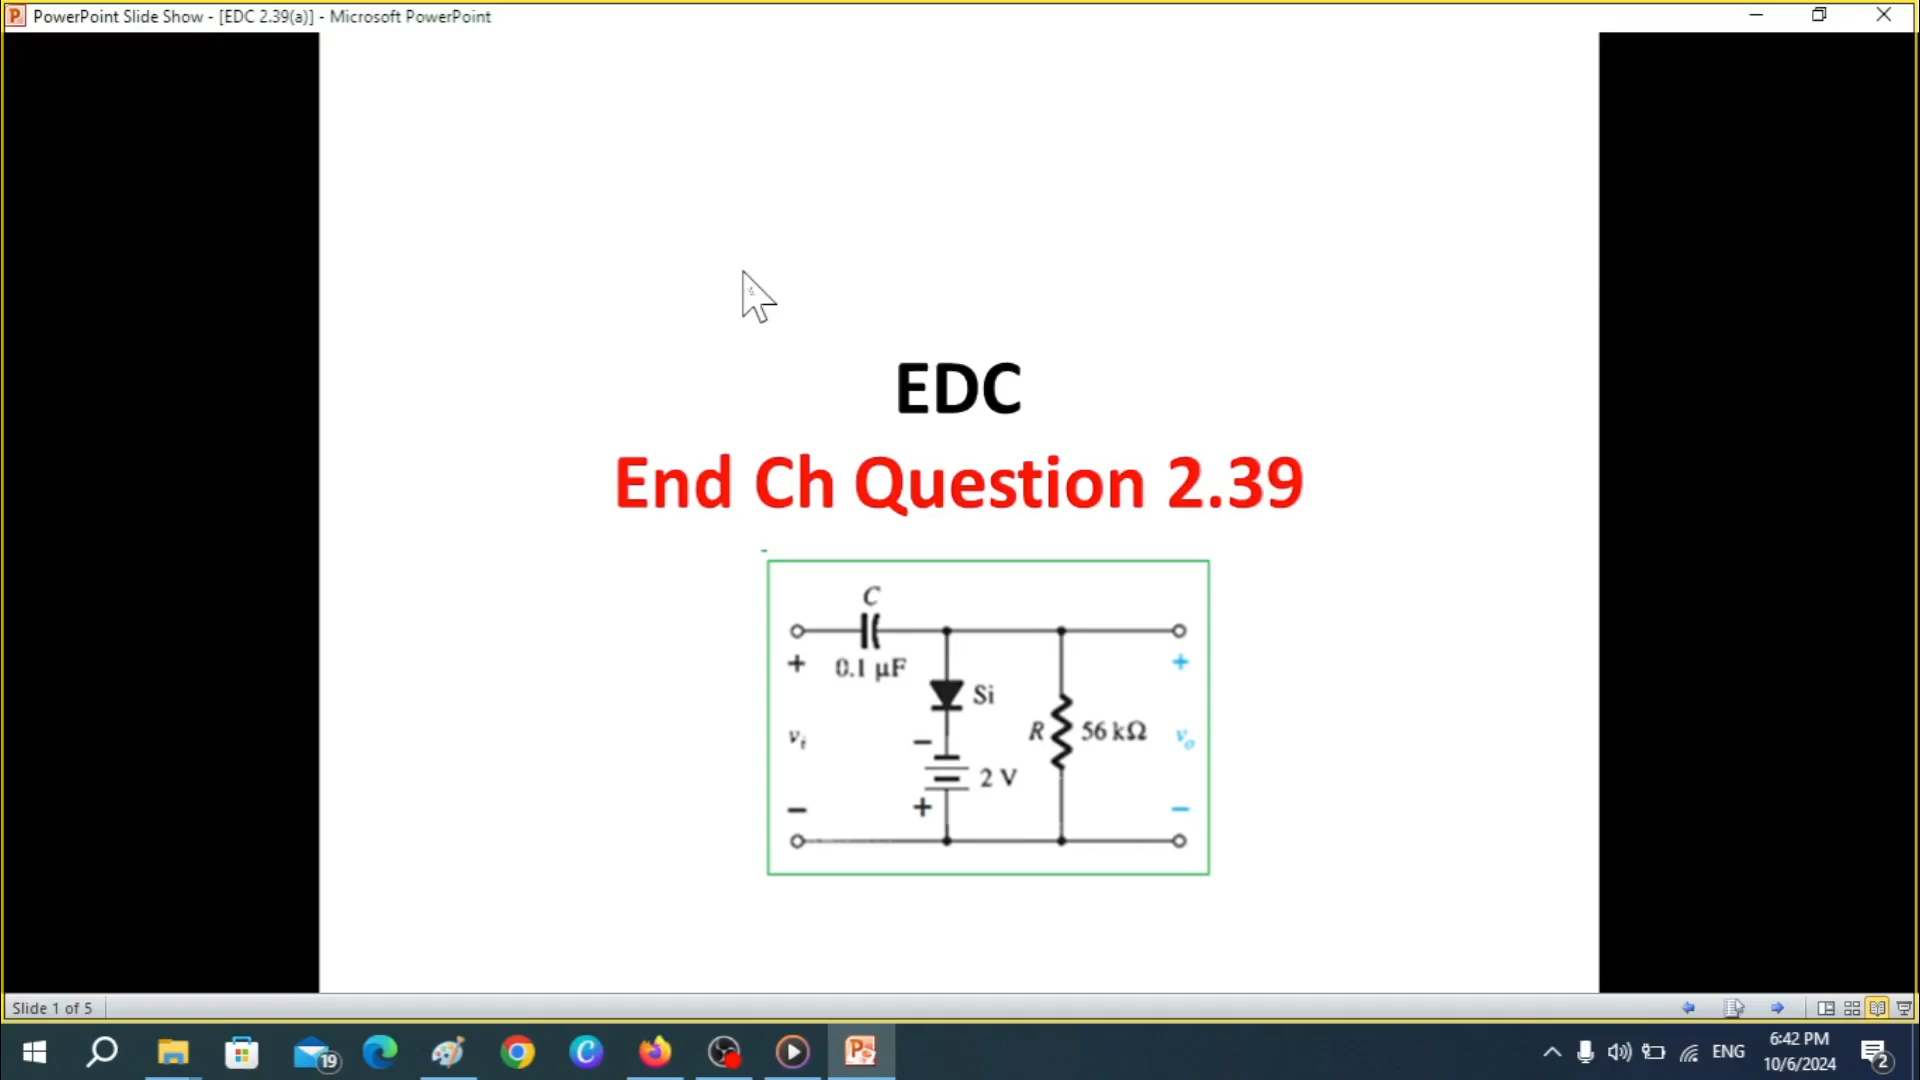 PowerPoint Slide Show - [EDC 2.39(a)] - Microsoft PowerPoint
EDC
End Ch Question 2.39
C
0.1 μF
Si
R
56 kΩ
2 V
+
−
−
+
+
−
vi
vo
Slide 1 of 5
19
ENG
6:42 PM
10/6/2024
2